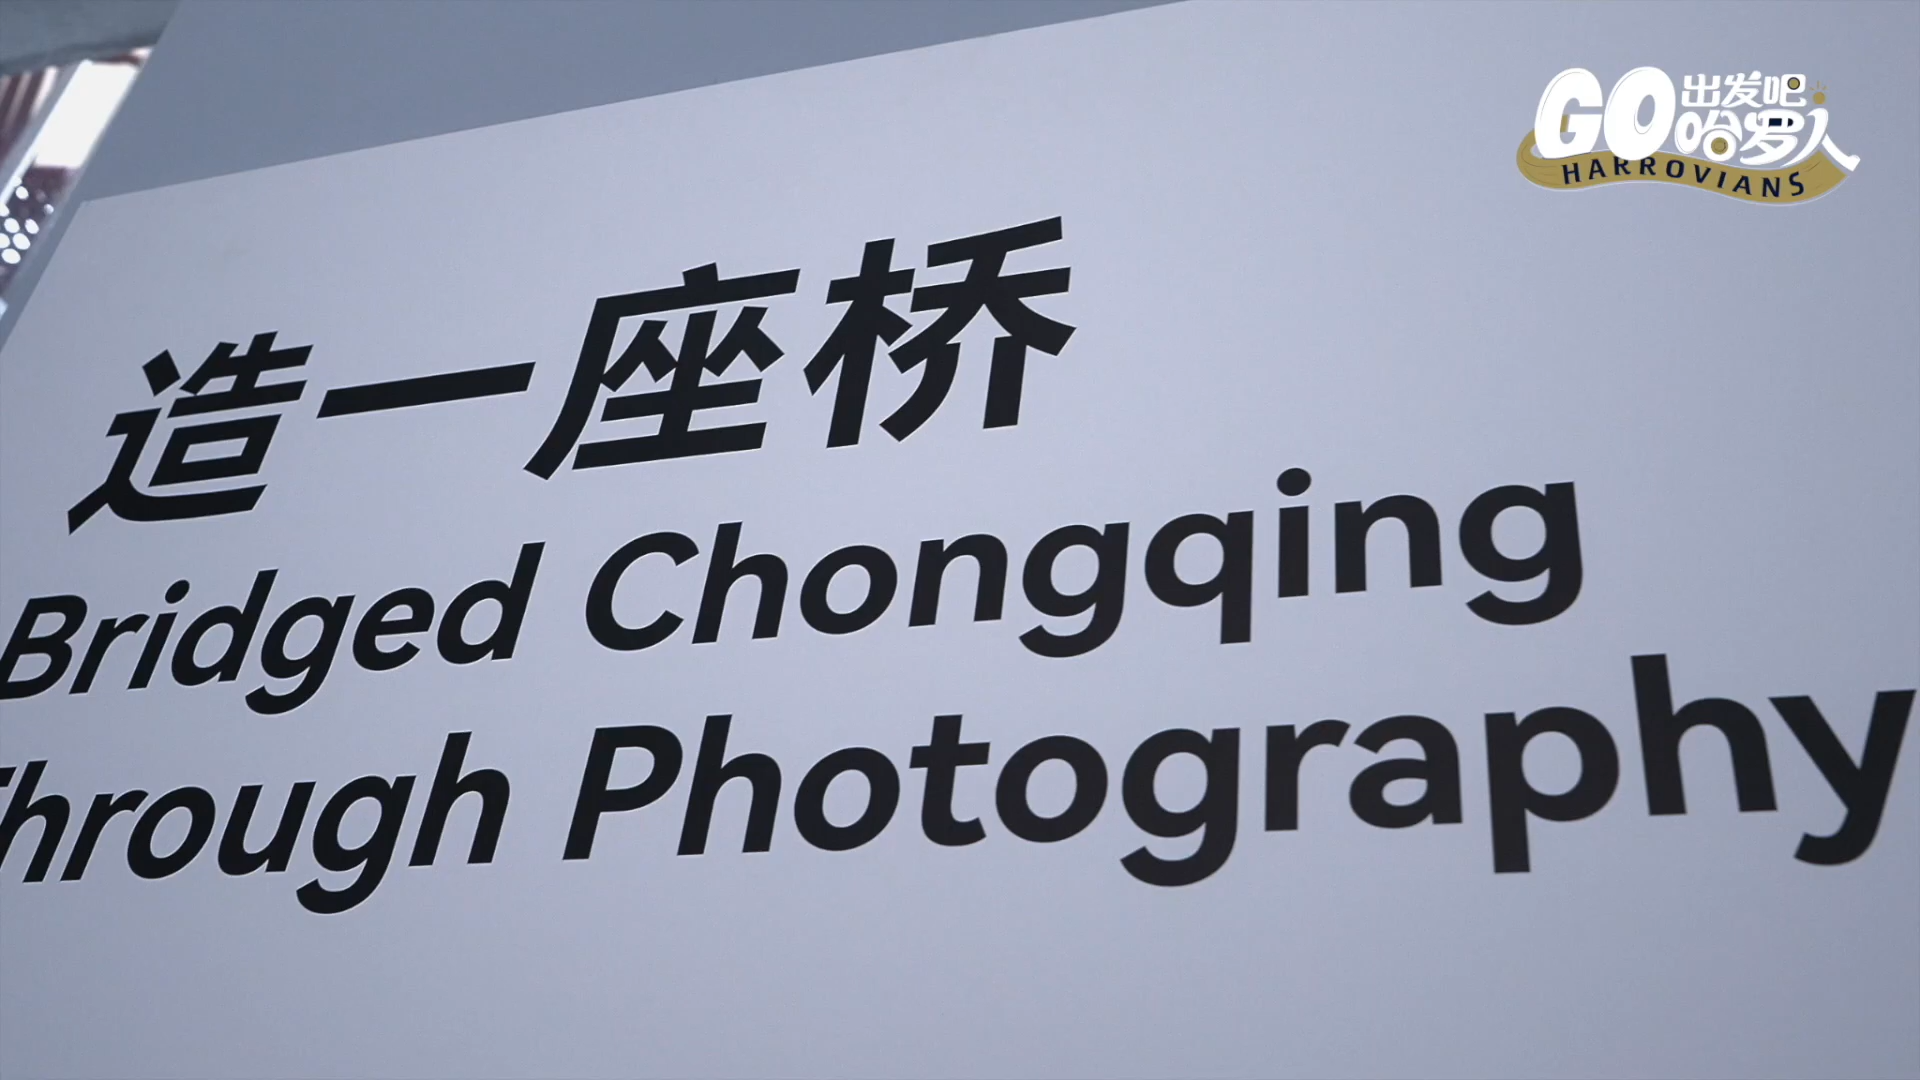 造一座桥
Bridged Chongqing
Through Photography
GO 出发吧
哈罗人
HARROVIANS